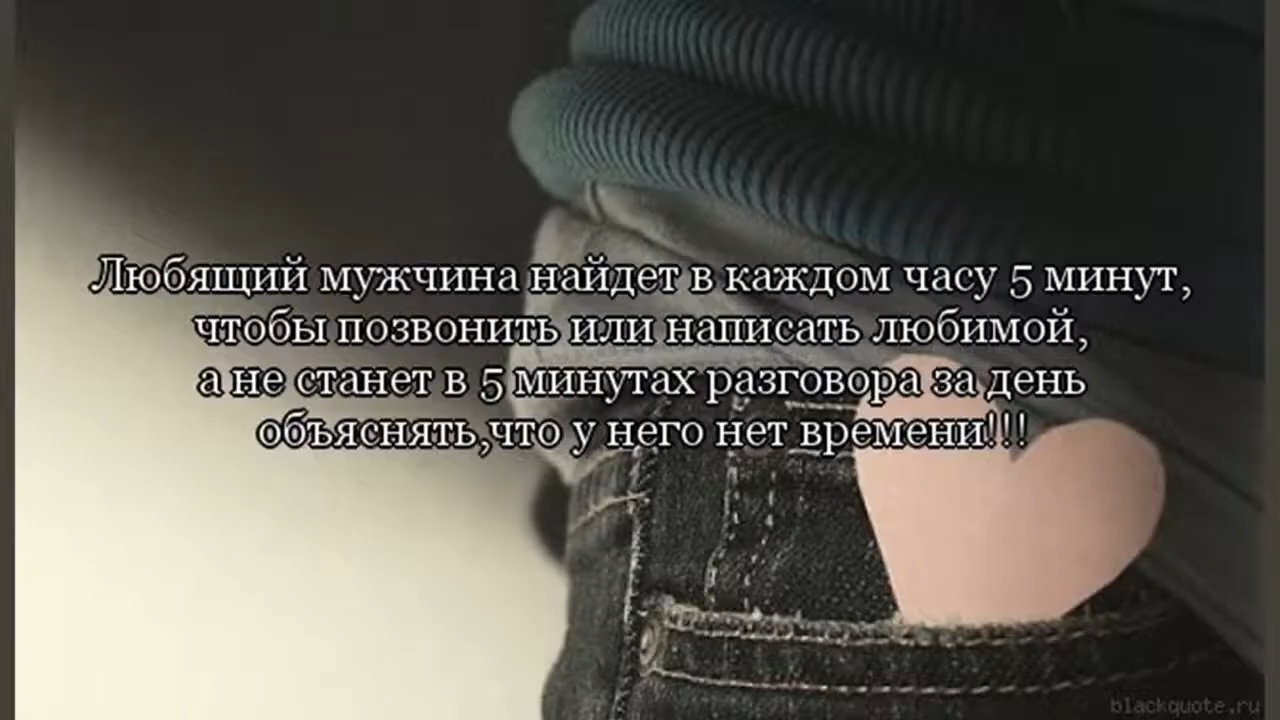 Любящий мужчина найдет в каждом часу 5 минут,
чтобы позвонить или написать любимой,
а не станет в 5 минутах разговора за день
объяснять,что у него нет времени!!!
blackquote.ru